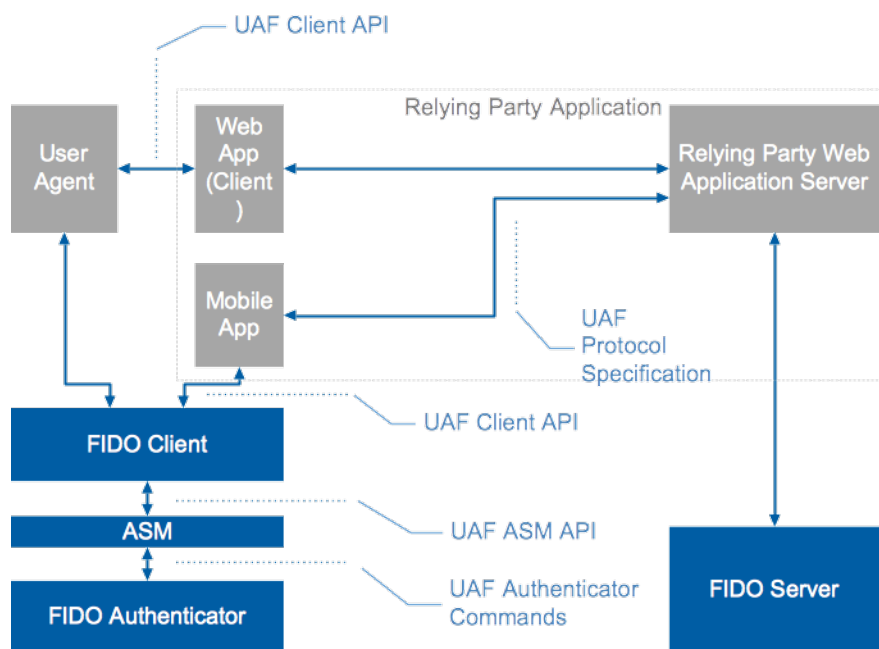 UAF Client API
Relying Party Application
User
Agent
Web
App
(Client
)
Relying Party Web
Application Server
Mobile
App
UAF
Protocol
Specification
UAF Client API
FIDO Client
ASM
UAF ASM API
FIDO Authenticator
UAF Authenticator
Commands
FIDO Server